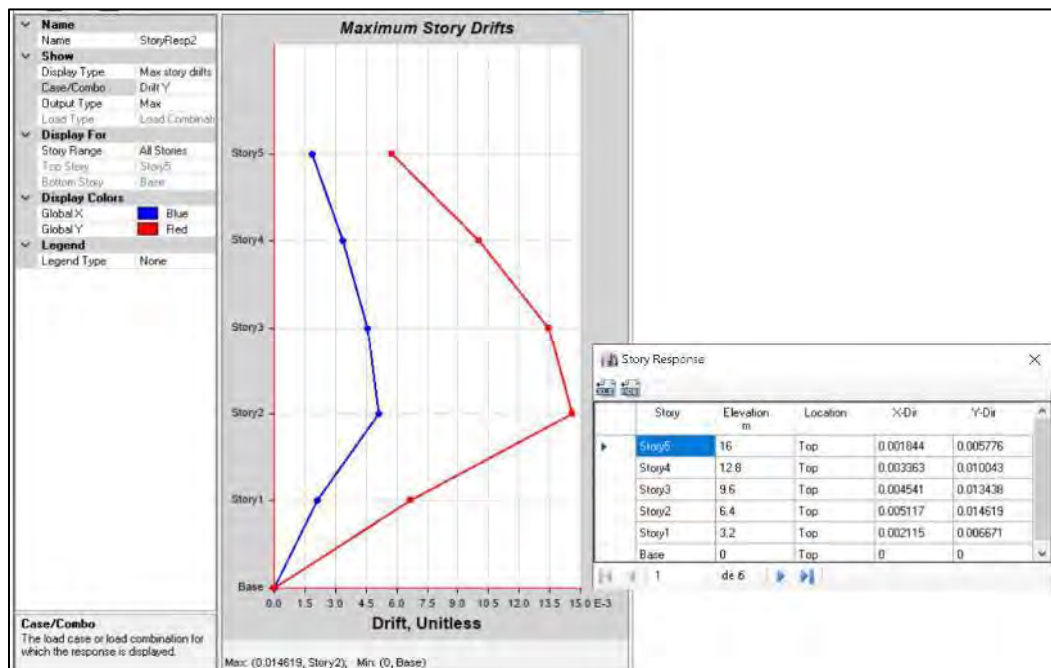 Name
Name StoryResp2
Show
Display Type Max story drifts
Case/Combo Drift Y
Output Type Max
Load Type Load Combinati
Display For
Story Range All Stories
Top Story Story5
Bottom Story Base
Display Colors
Global X Blue
Global Y Red
Legend
Legend Type None
Case/Combo
The load case or load combination for
which the response is displayed.
Maximum Story Drifts
Story5
Story4
Story3
Story2
Story1
Base
0.0 1.5 3.0 4.5 6.0 7.5 9.0 10.5 12.0 13.5 15.0 E-3
Drift, Unitless
Max: (0.014619, Story2); Min: (0, Base)
Story Response
Story Elevation Location X-Dir Y-Dir
m
Story5 16 Top 0.001844 0.005776
Story4 12.8 Top 0.003363 0.010043
Story3 9.6 Top 0.004541 0.013438
Story2 6.4 Top 0.005117 0.014619
Story1 3.2 Top 0.002115 0.006671
Base 0 Top 0 0
1 de 6